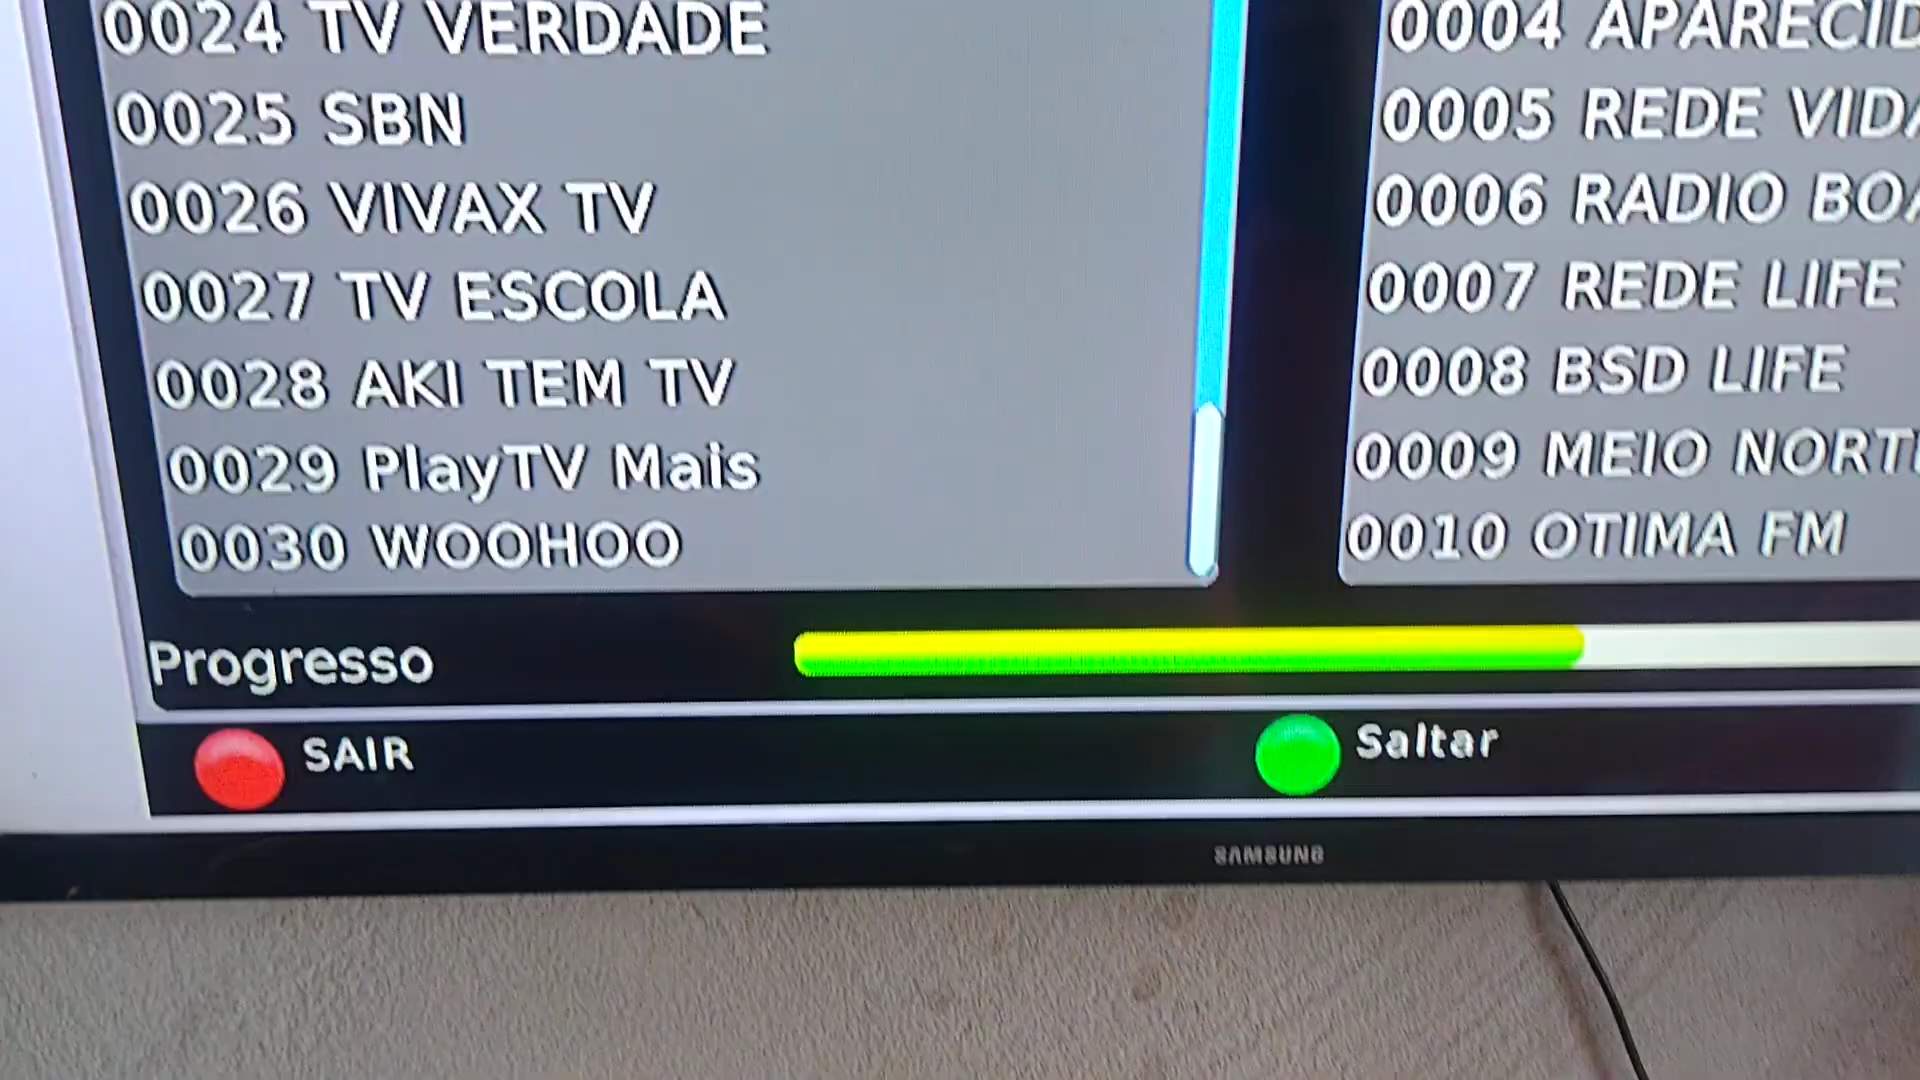 0024 TV VERDADE
0025 SBN
0026 VIVAX TV
0027 TV ESCOLA
0028 AKI TEM TV
0029 PlayTV Mais
0030 WOOHOO
0004 APARECID
0005 REDE VIDA
0006 RADIO BOA
0007 REDE LIFE
0008 BSD LIFE
0009 MEIO NORT
0010 OTIMA FM
Progresso
SAIR
Saltar
SAMSUNG